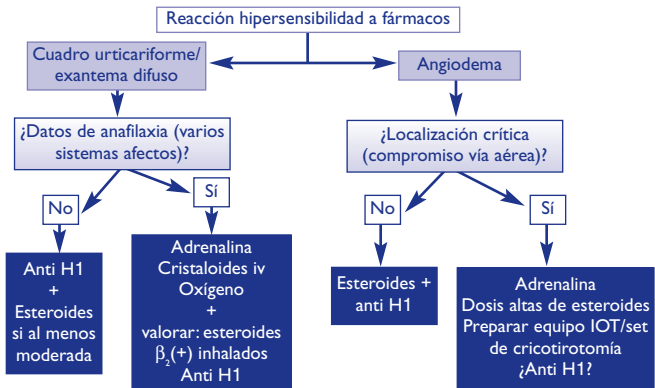 Reacción hipersensibilidad a fármacos
Cuadro urticariforme/
exantema difuso
Angiodema
¿Datos de anafilaxia (varios
sistemas afectos)?
¿Localización crítica
(compromiso vía aérea)?
No
Sí
No
Sí
Anti H1
+
Esteroides
si al menos
moderada
Adrenalina
Cristaloides iv
Oxígeno
+
valorar: esteroides
β₂(+) inhalados
Anti H1
Esteroides +
anti H1
Adrenalina
Dosis altas de esteroides
Preparar equipo IOT/set
de cricotirotomía
¿Anti H1?